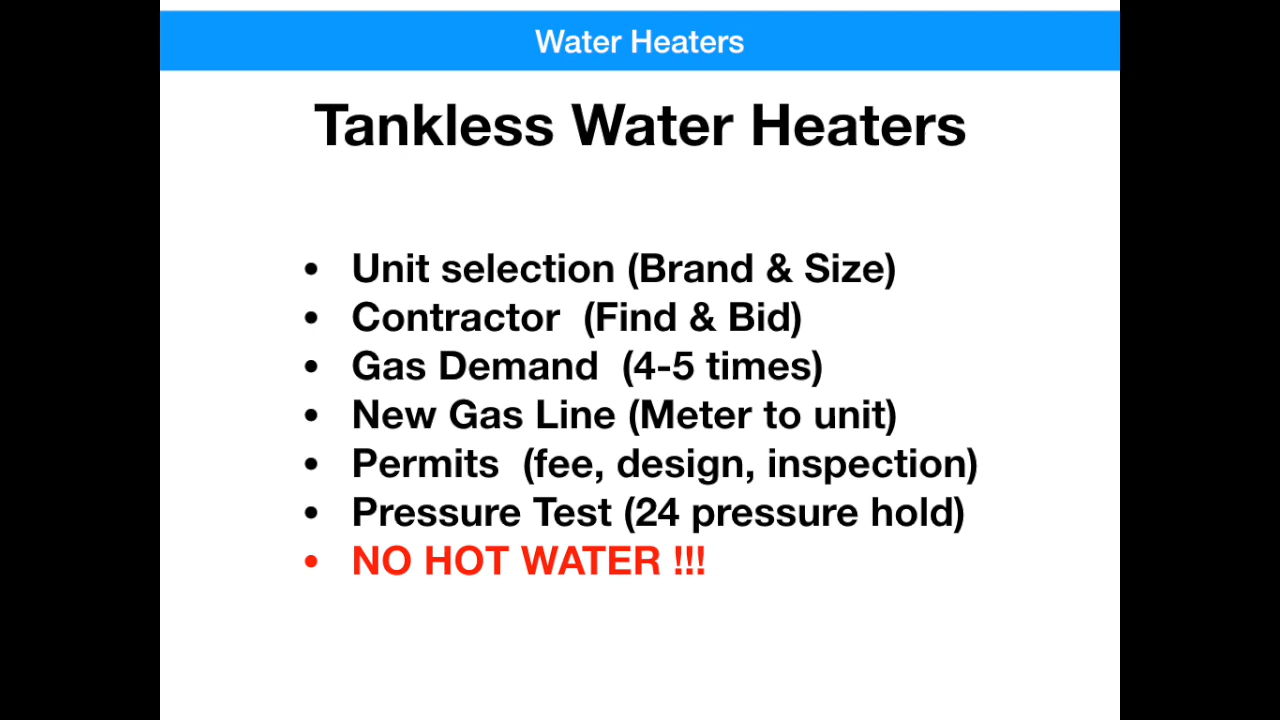 Water Heaters
Tankless Water Heaters
• Unit selection (Brand & Size)
• Contractor  (Find & Bid)
• Gas Demand  (4-5 times)
• New Gas Line (Meter to unit)
• Permits  (fee, design, inspection)
• Pressure Test (24 pressure hold)
• NO HOT WATER !!!